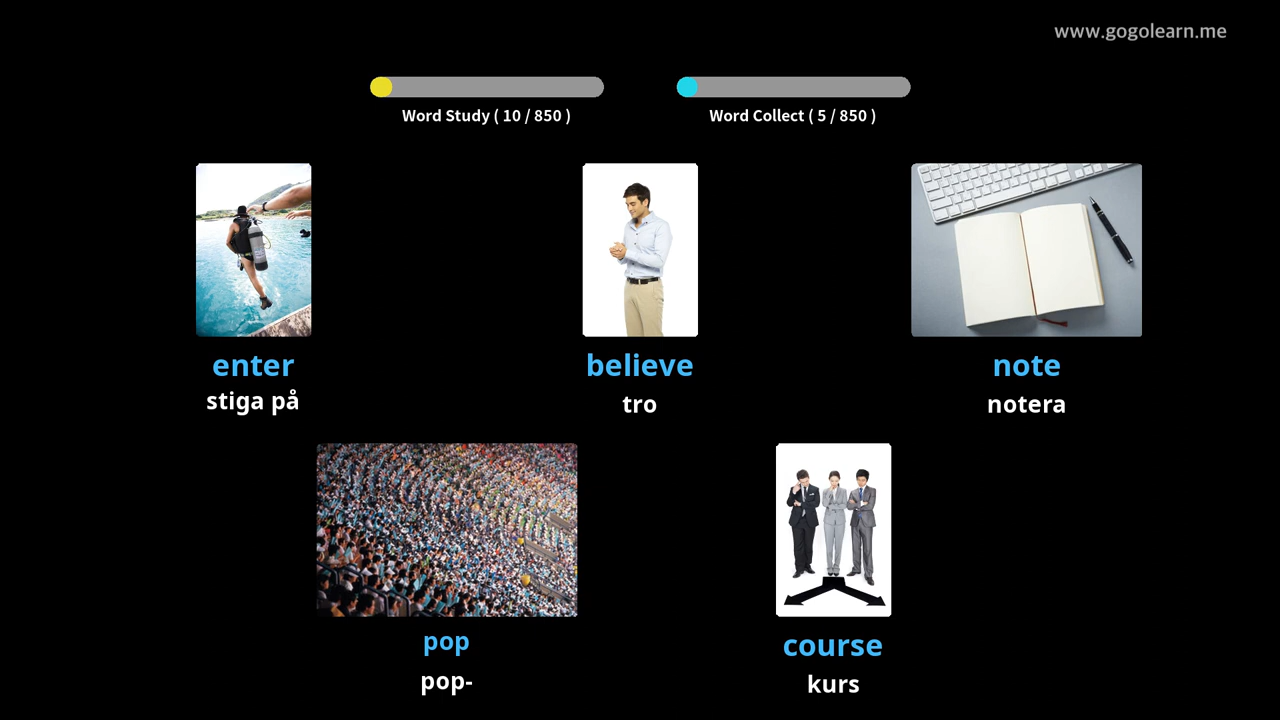 www.gogolearn.me
Word Study ( 10 / 850 )
Word Collect ( 5 / 850 )
enter
stiga på
believe
tro
note
notera
pop
pop-
course
kurs